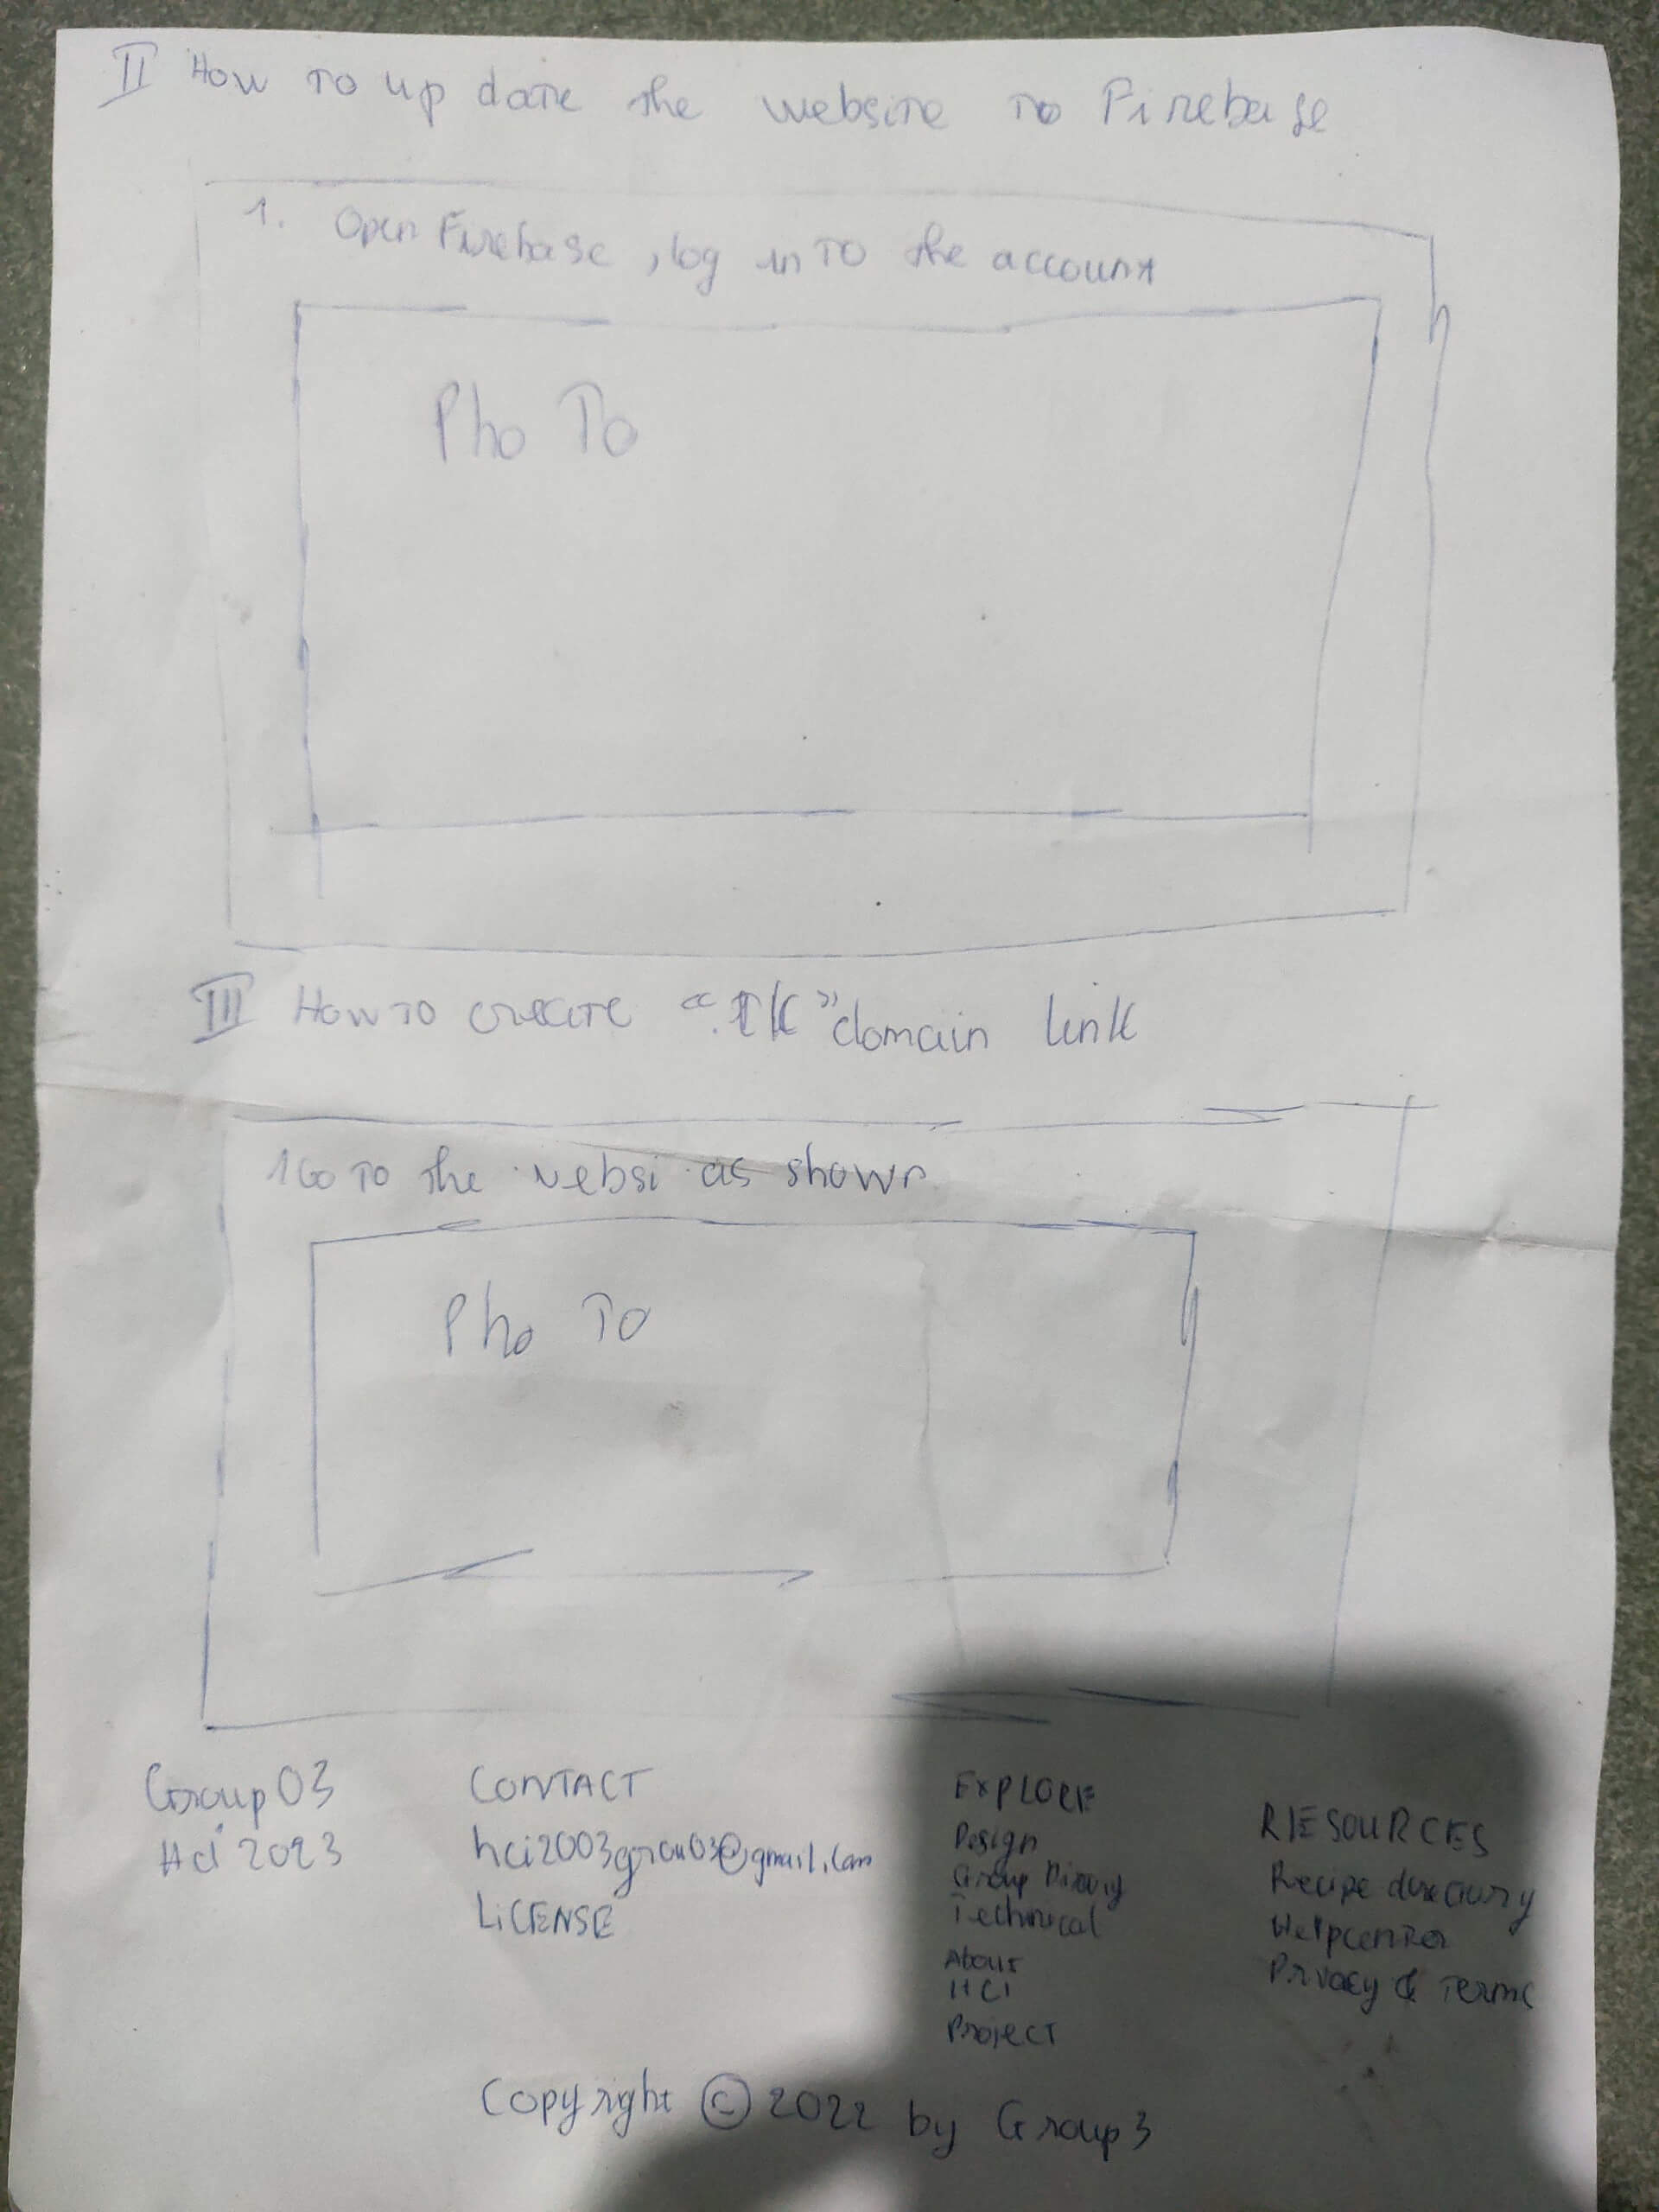 II How to up date the website to Firebase
1. Open Firebase, log in to the account
Pho To
III How to create ".TK" domain link
1 Go to the websi as shown
Pho To
Group 03
Hci 2023
CONTACT
hci2003grou03@gmail.com
LICENSE
EXPLORE
Design
Group Diary
Technical
About
HCI
Project
RESOURCES
Recipe directory
Helpcenter
Privacy & Terms
Copyright © 2022 by Group 3